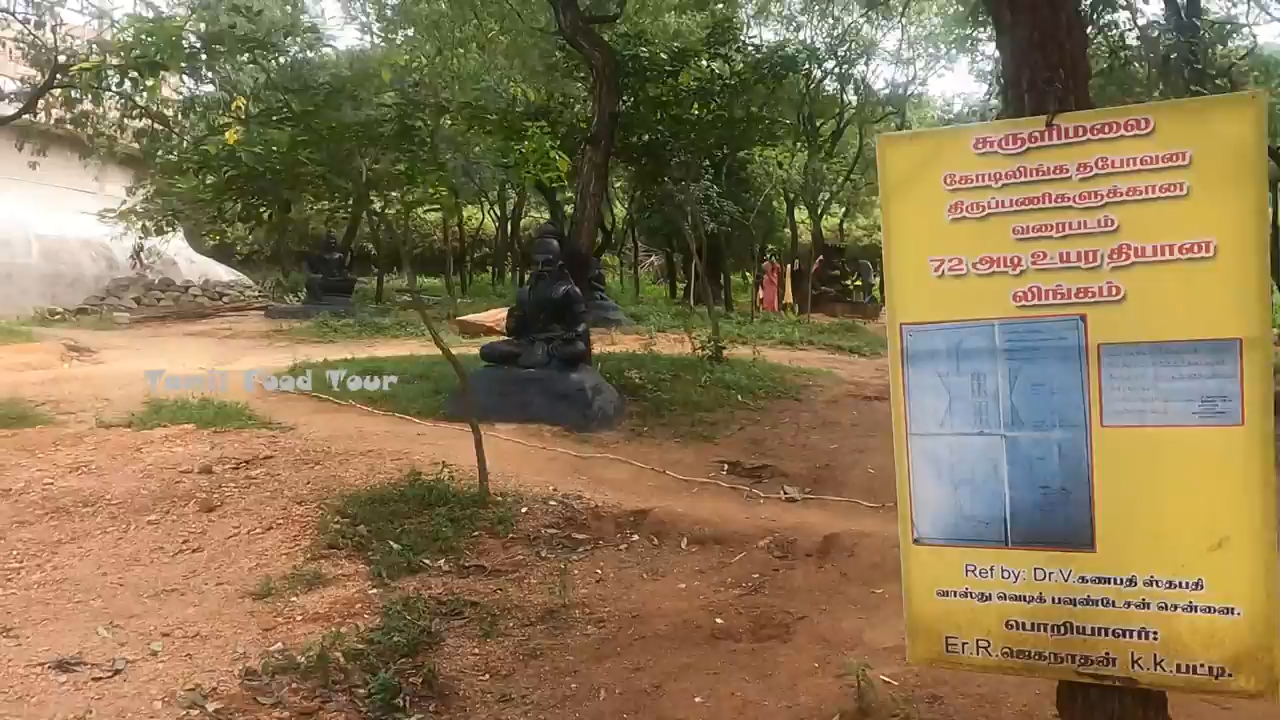 சுருளிமலை
கோடிலிங்க தபோவன
திருப்பணிகளுக்கான
வரைபடம்
72 அடி உயர தியான
லிங்கம்
Tamil Food Tour
Ref by: Dr.V.கணபதி ஸ்தபதி
வாஸ்து வெடிக் பவுண்டேசன் சென்னை.
பொறியாளர்:
Er.R.ஜெகநாதன் k.k.பட்டி.